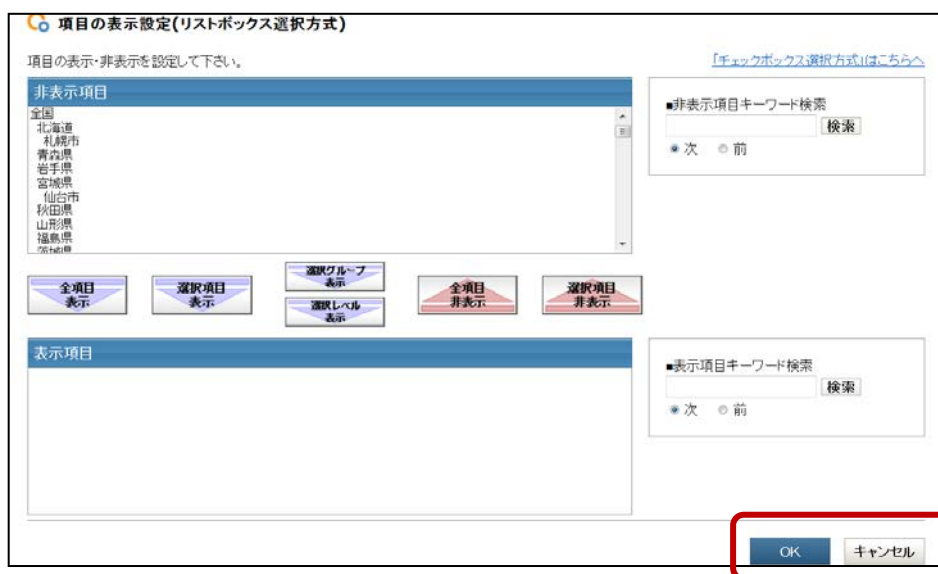 項目の表示設定(リストボックス選択方式)
項目の表示・非表示を設定して下さい。
「チェックボックス選択方式」はこちらへ
非表示項目
全国
北海道
札幌市
青森県
岩手県
宮城県
仙台市
秋田県
山形県
福島県
茨城県
■非表示項目キーワード検索
検索
次 前
全項目
表示
選択項目
表示
選択グループ
表示
選択レベル
表示
全項目
非表示
選択項目
非表示
表示項目
■表示項目キーワード検索
検索
次 前
OK キャンセル